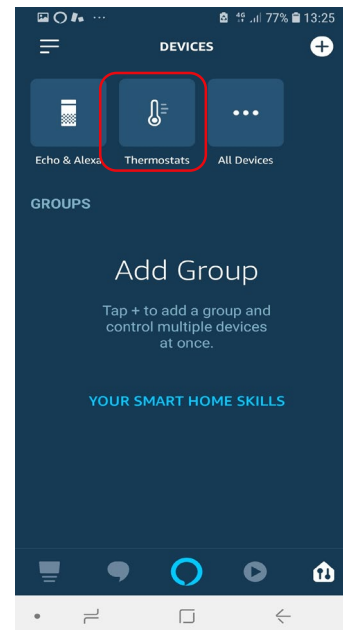 77% 13:25
DEVICES
Echo & Alexa
Thermostats
All Devices
GROUPS
Add Group
Tap + to add a group and
control multiple devices
at once.
YOUR SMART HOME SKILLS